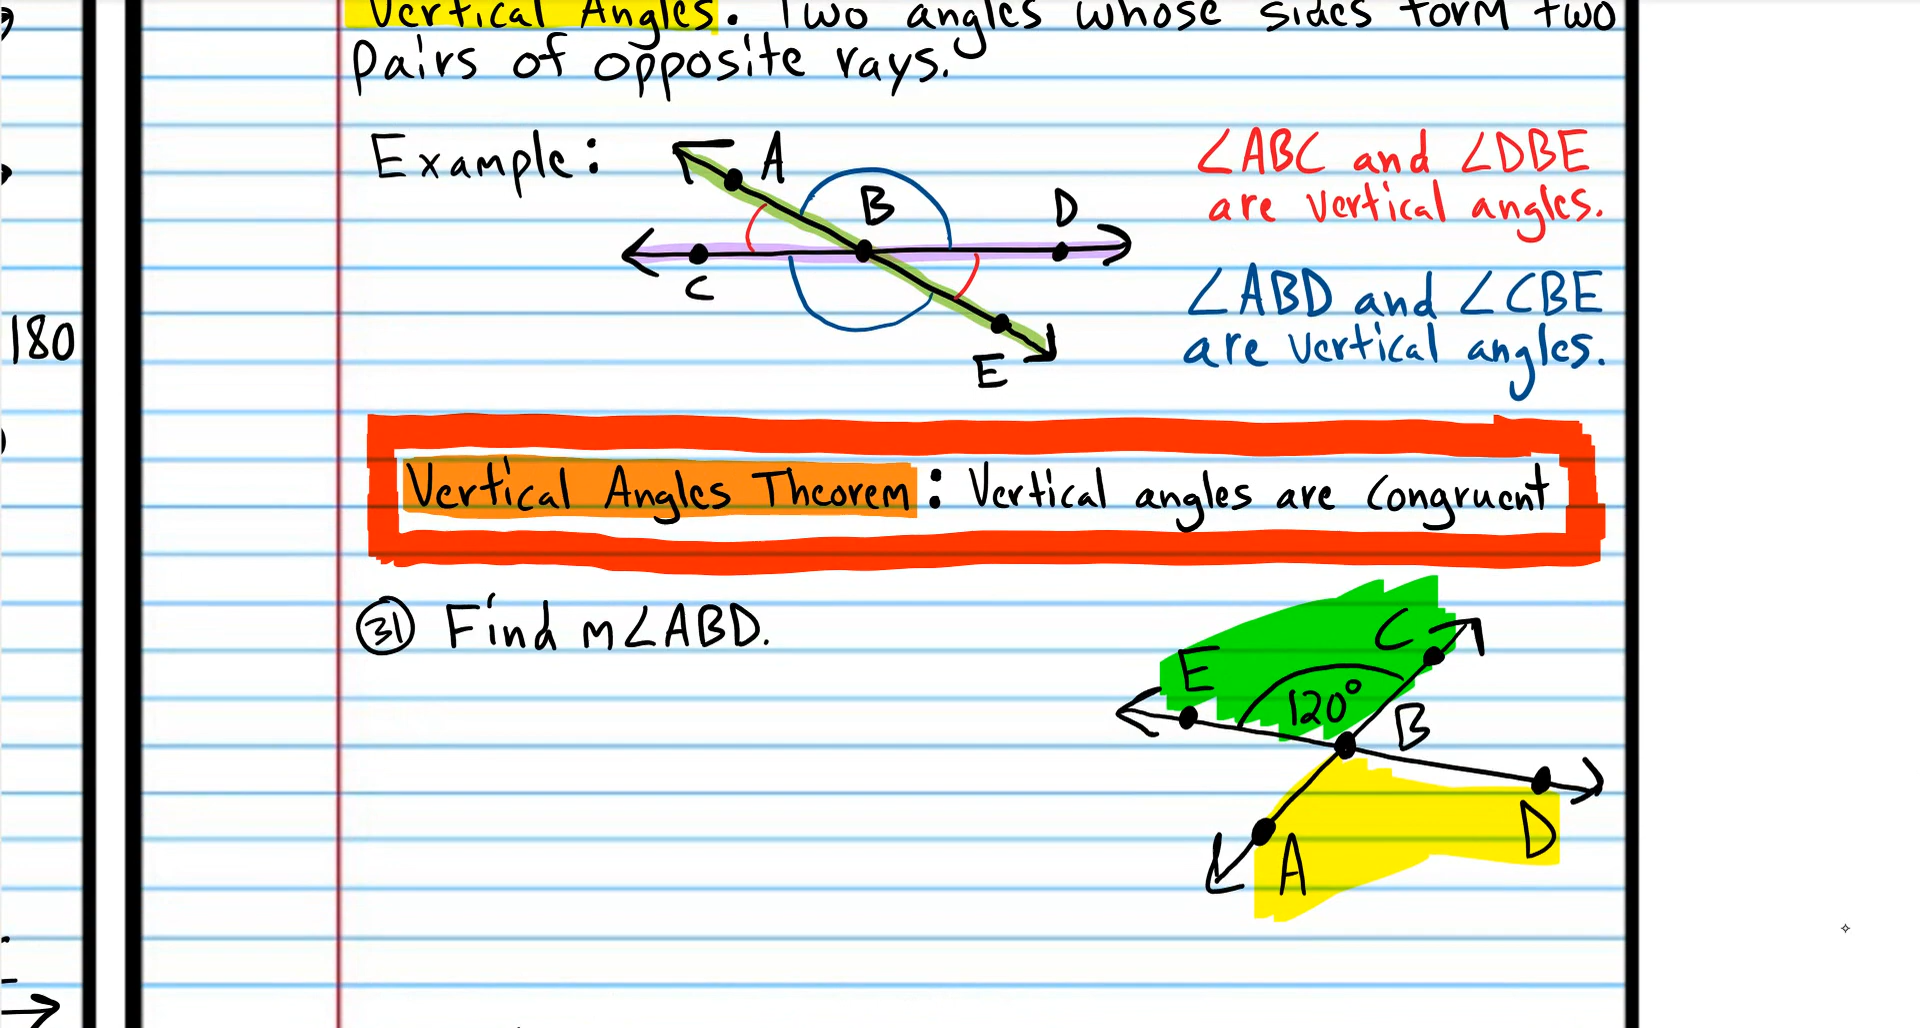 Vertical Angles. Two angles whose sides form two
pairs of opposite rays.
Example:
A
B
D
C
E
∠ABC and ∠DBE
are vertical angles.
∠ABD and ∠CBE
are vertical angles.
180
Vertical Angles Theorem: Vertical angles are congruent
31 Find m∠ABD.
C
E
120°
B
D
A